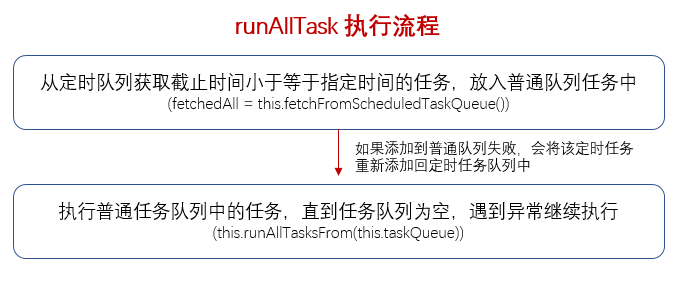 runAllTask 执行流程
从定时队列获取截止时间小于等于指定时间的任务，放入普通队列任务中
(fetchedAll = this.fetchFromScheduledTaskQueue())
如果添加到普通队列失败，会将该定时任务
重新添加回定时任务队列中
执行普通任务队列中的任务，直到任务队列为空，遇到异常继续执行
(this.runAllTasksFrom(this.taskQueue))